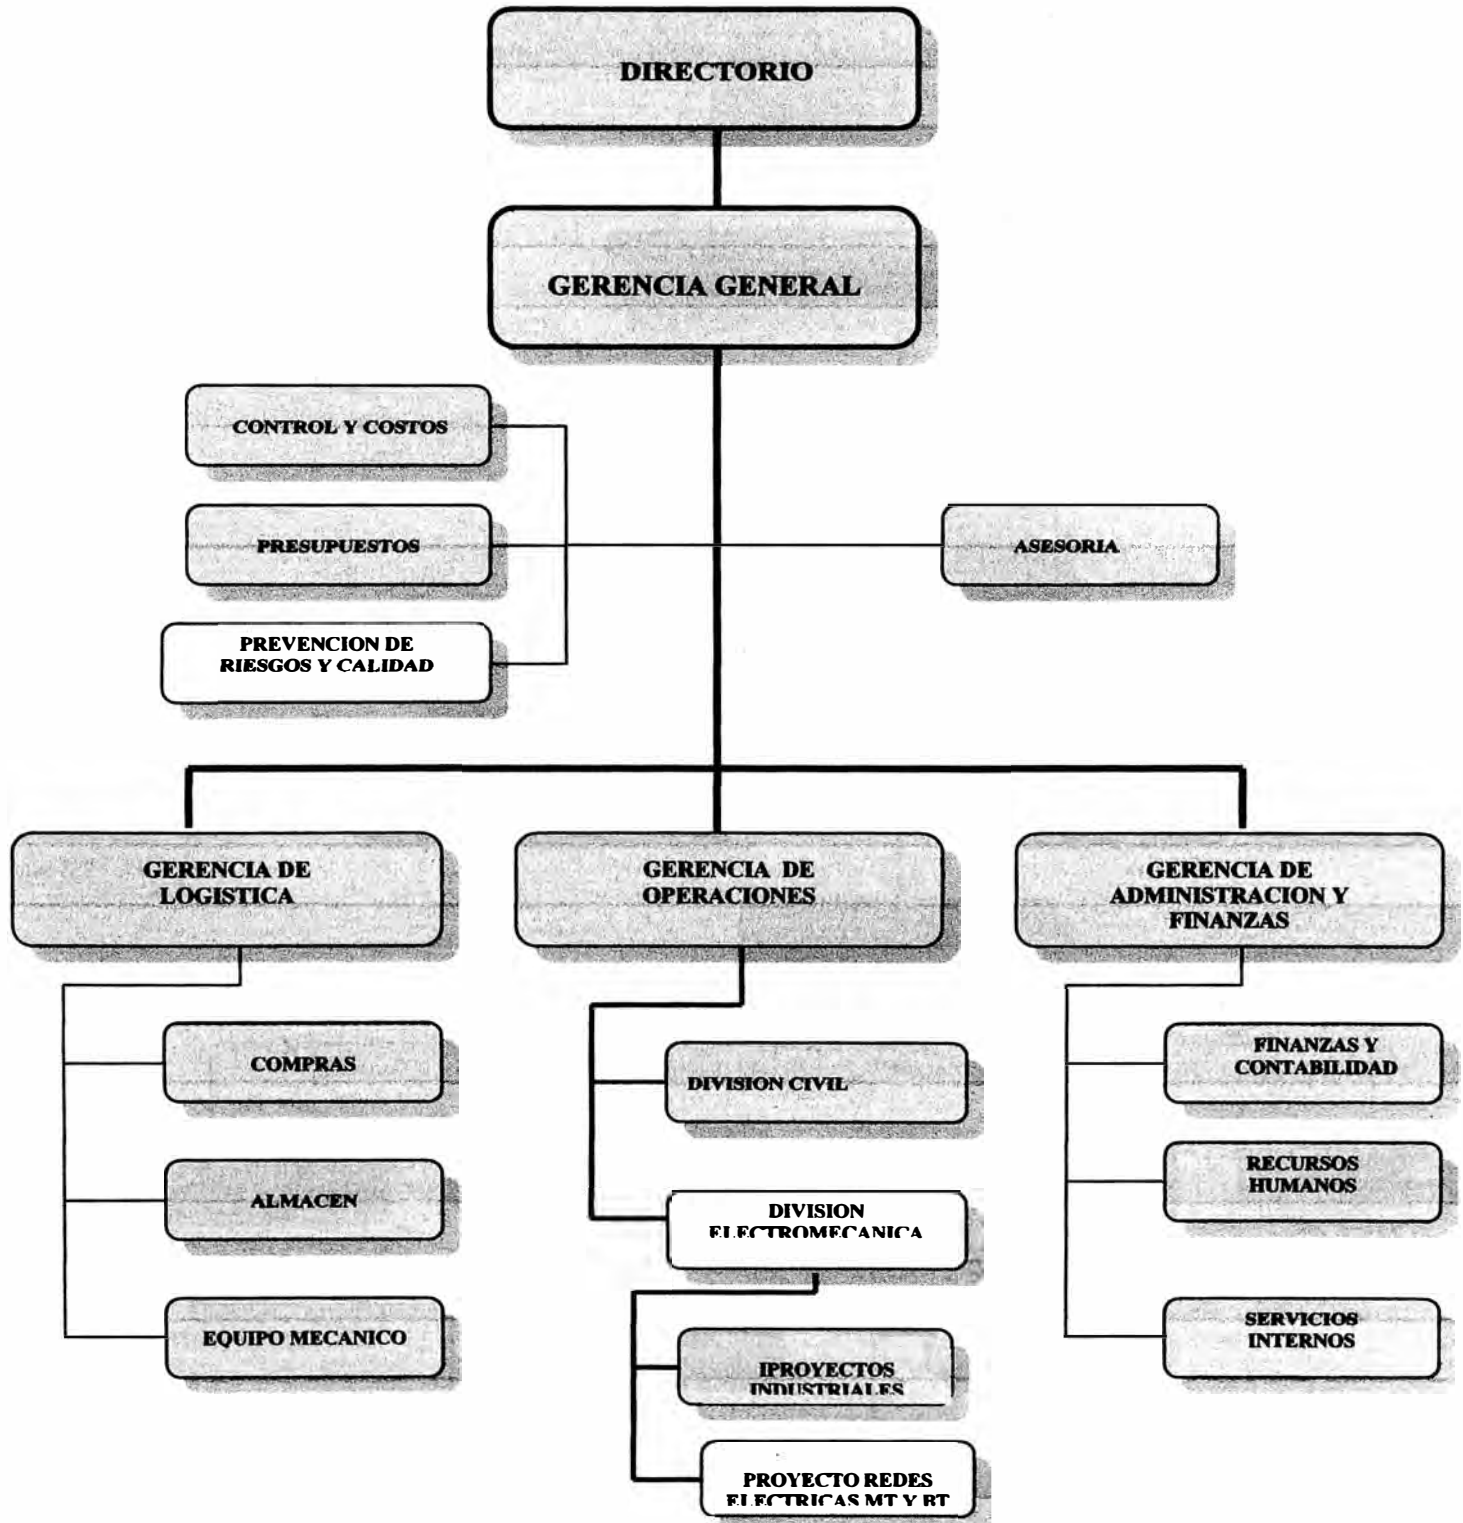 DIRECTORIO
GERENCIA GENERAL
CONTROL Y COSTOS
PRESUPUESTOS
ASESORIA
PREVENCION DE
RIESGOS Y CALIDAD
GERENCIA DE
LOGISTICA
GERENCIA DE
OPERACIONES
GERENCIA DE
ADMINISTRACION Y
FINANZAS
COMPRAS
ALMACEN
EQUIPO MECANICO
DIVISION CIVIL
DIVISION
ELECTROMECANICA
IPROYECTOS
INDUSTRIALES
PROYECTO REDES
ELECTRICAS MT Y BT
FINANZAS Y
CONTABILIDAD
RECURSOS
HUMANOS
SERVICIOS
INTERNOS